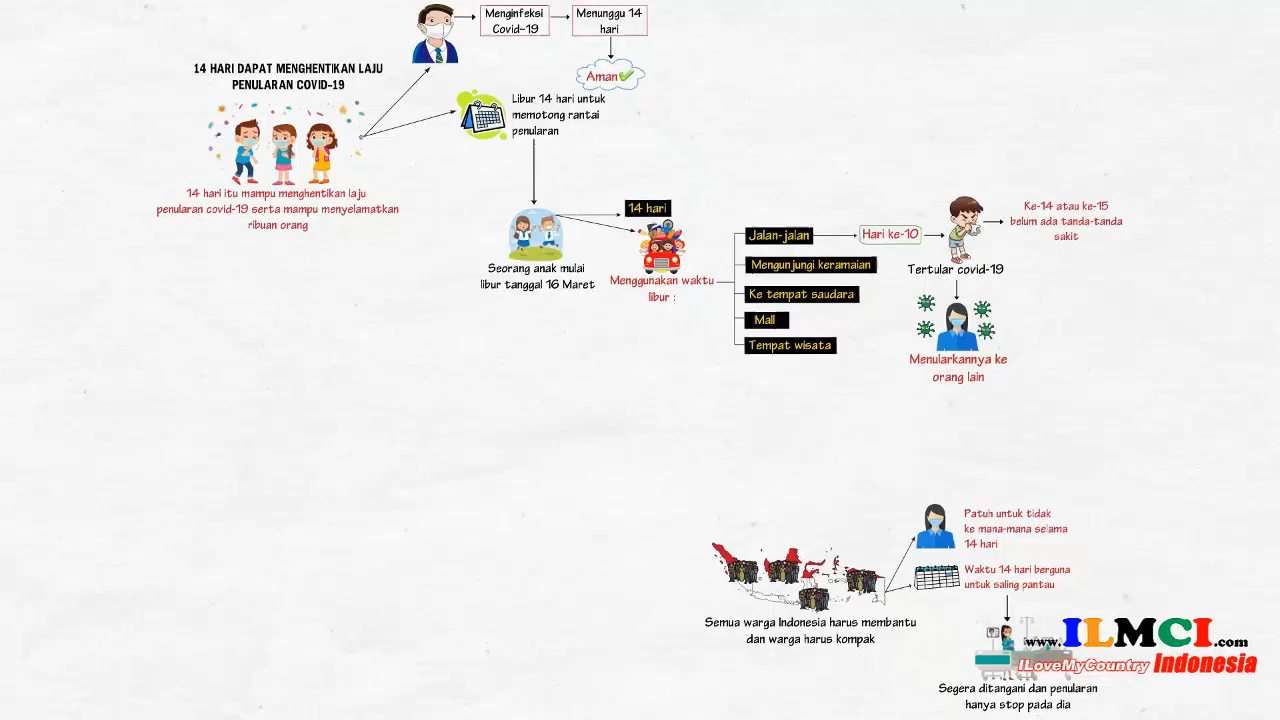 14 HARI DAPAT MENGHENTIKAN LAJU
PENULARAN COVID-19
14 hari itu mampu menghentikan laju
penularan covid-19 serta mampu menyelamatkan
ribuan orang
Menginfeksi
Covid-19
Menunggu 14
hari
Aman
Libur 14 hari untuk
memotong rantai
penularan
Seorang anak mulai
libur tanggal 16 Maret
14 hari
Menggunakan waktu
libur :
Jalan-jalan
Mengunjungi keramaian
Ke tempat saudara
Mall
Tempat wisata
Hari ke-10
Tertular covid-19
Ke-14 atau ke-15
belum ada tanda-tanda
sakit
Menularkannya ke
orang lain
Semua warga Indonesia harus membantu
dan warga harus kompak
Patuh untuk tidak
ke mana-mana selama
14 hari
Waktu 14 hari berguna
untuk saling pantau
Segera ditangani dan penularan
hanya stop pada dia
www.ILMCI.com
ILoveMyCountry Indonesia